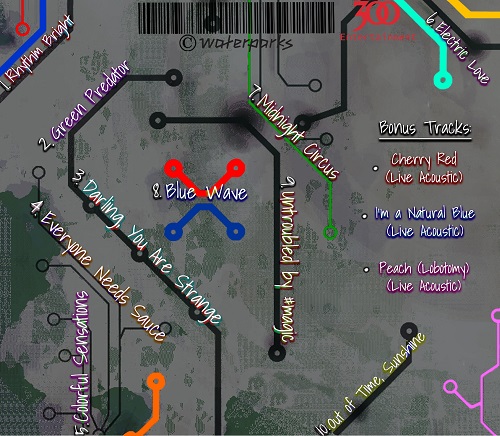 © waterparks
300
1. Rhythm Bright
2. Green Predator
3. Darling, You Are Strange
4. Everyone Needs Sauce
5. Colorful Sensations
6. Electric Love
7. Midnight Circus
8. Blue Wave
9. untroubled by #magic
10. Out of Time, Sunshine
Bonus Tracks:
Cherry Red
(Live Acoustic)
I'm a Natural Blue
(Live Acoustic)
Peach (Lobotomy)
(Live Acoustic)